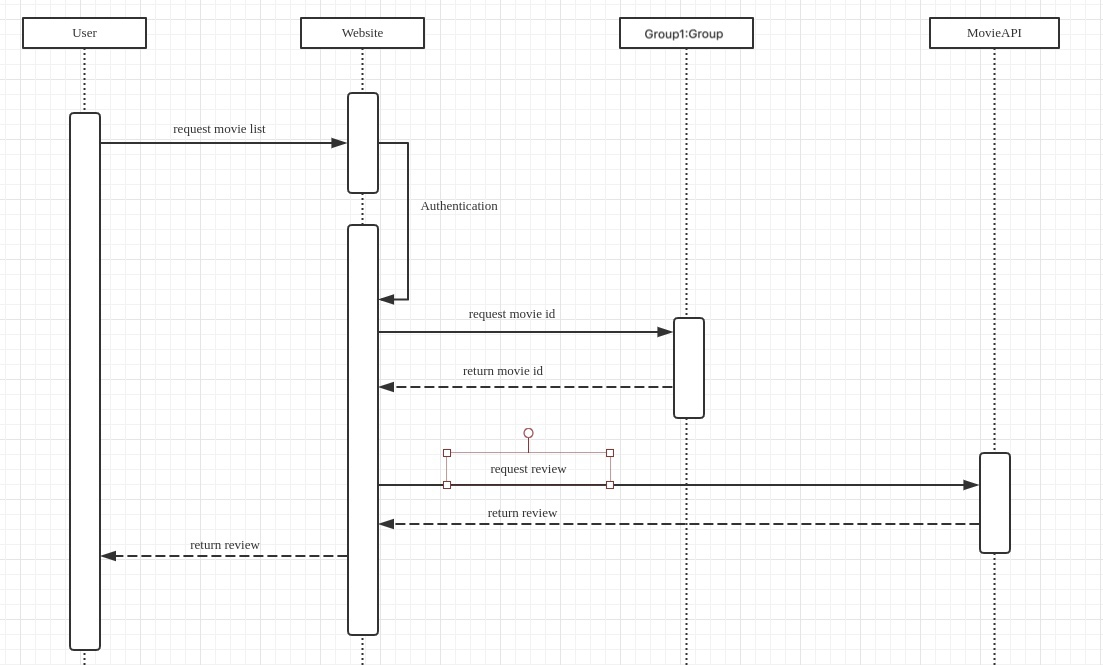 User
Website
Group1:Group
MovieAPI
request movie list
Authentication
request movie id
return movie id
request review
return review
return review